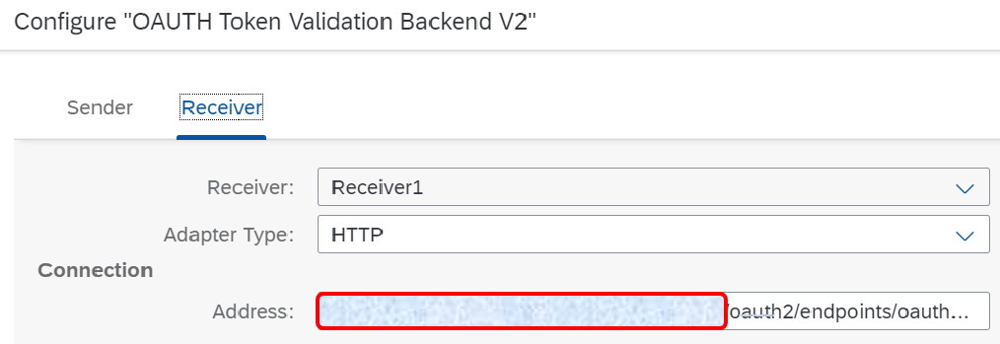 Configure "OAUTH Token Validation Backend V2"
Sender Receiver
Receiver: Receiver1
Adapter Type: HTTP
Connection
Address: /oauth2/endpoints/oauth...